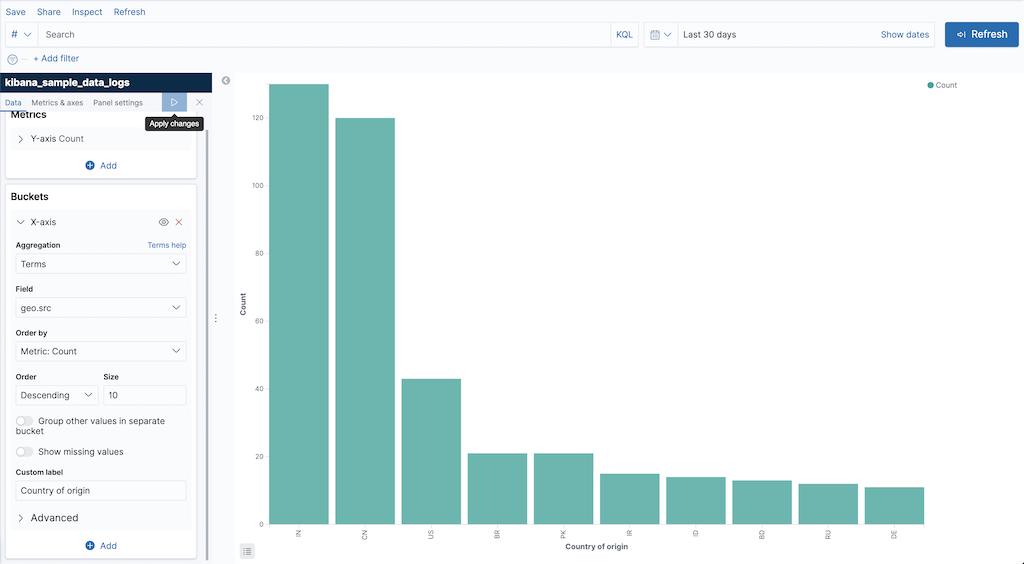 Save Share Inspect Refresh
# Search KQL Last 30 days Show dates Refresh
+ Add filter
kibana_sample_data_logs
Data Metrics & axes Panel settings
Apply changes
Metrics
Y-axis Count
Add
Buckets
X-axis
Aggregation Terms help
Terms
Field
geo.src
Order by
Metric: Count
Order Size
Descending 10
Group other values in separate
bucket
Show missing values
Custom label
Country of origin
Advanced
Add
Count
Count
120
100
80
60
40
20
0
IN CN US BR PK IR ID BD RU DE
Country of origin